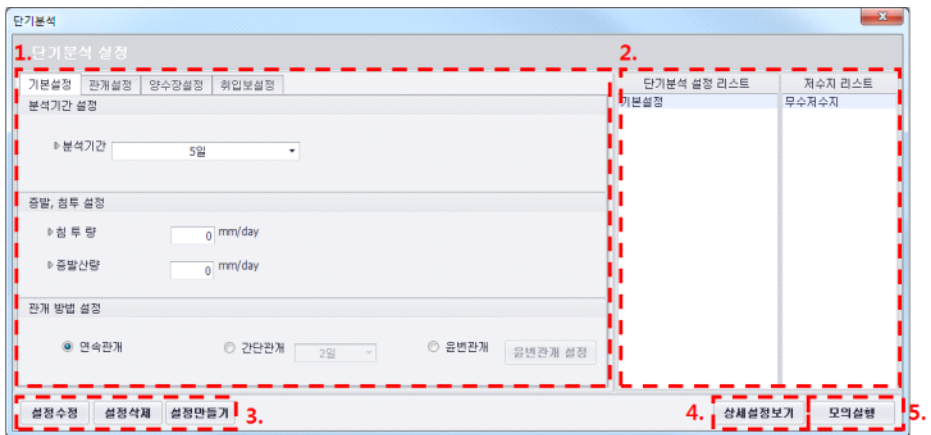 단기분석
1. 단기분석 설정
2.
기본설정 관개설정 양수장설정 취입보설정
단기분석 설정 리스트 저수지 리스트
기본설정 무수저수지
분석기간 설정
분석기간 5일
증발, 침투 설정
침 투 량 0 mm/day
증발산량 0 mm/day
관개 방법 설정
연속관개 간단관개 2일 윤번관개 윤번관개 설정
설정수정 설정삭제 설정만들기 3.
4. 상세설정보기 모의실행 5.